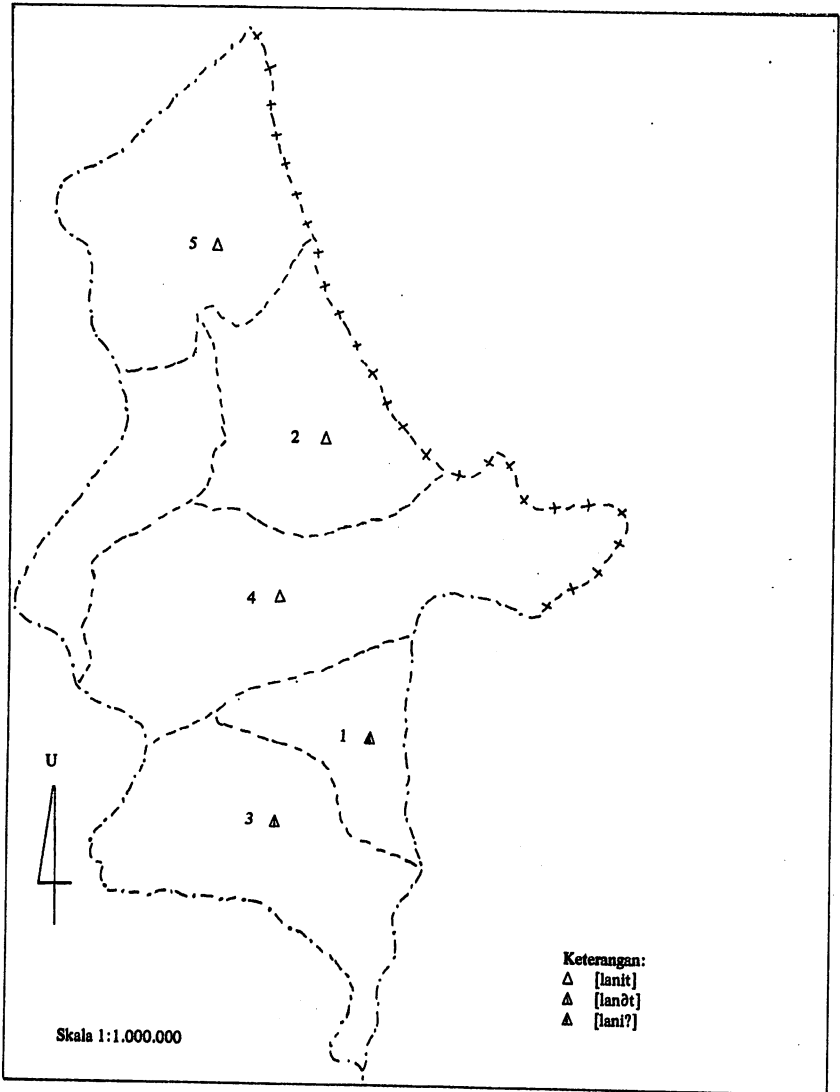 5 △
2 △
4 △
1
3
U
Keterangan:
△ [lanit]
[lanət]
[lani?]
Skala 1:1.000.000